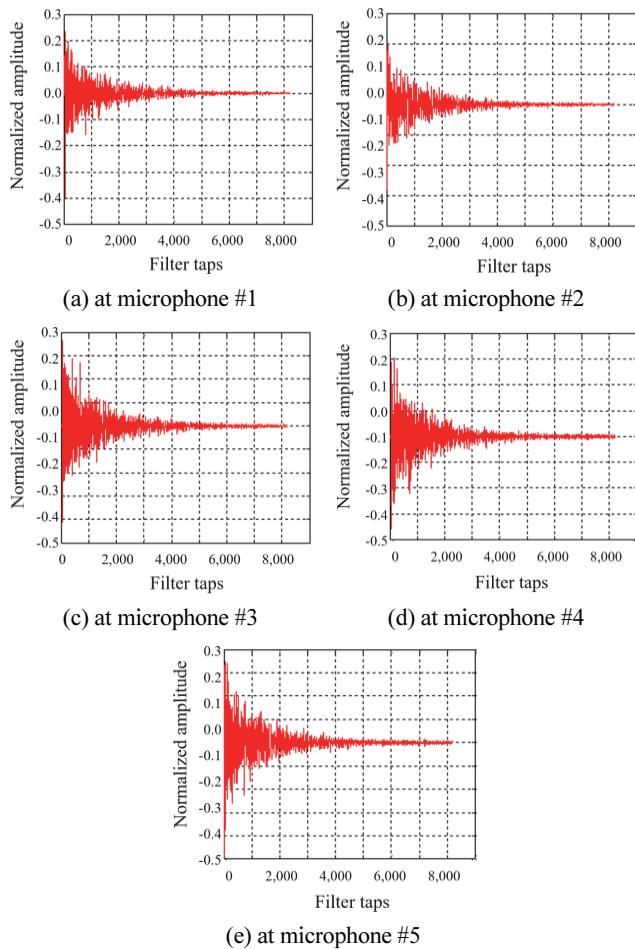 Normalized amplitude
0.3
0.2
0.1
0.0
-0.1
-0.2
-0.3
-0.4
-0.5
0 2,000 4,000 6,000 8,000
Filter taps
(a) at microphone #1
Normalized amplitude
0.3
0.2
0.1
0.0
-0.1
-0.2
-0.3
-0.4
-0.5
0 2,000 4,000 6,000 8,000
Filter taps
(b) at microphone #2
Normalized amplitude
0.3
0.2
0.1
0.0
-0.1
-0.2
-0.3
-0.4
-0.5
0 2,000 4,000 6,000 8,000
Filter taps
(c) at microphone #3
Normalized amplitude
0.3
0.2
0.1
0.0
-0.1
-0.2
-0.3
-0.4
-0.5
0 2,000 4,000 6,000 8,000
Filter taps
(d) at microphone #4
Normalized amplitude
0.3
0.2
0.1
0.0
-0.1
-0.2
-0.3
-0.4
-0.5
0 2,000 4,000 6,000 8,000
Filter taps
(e) at microphone #5